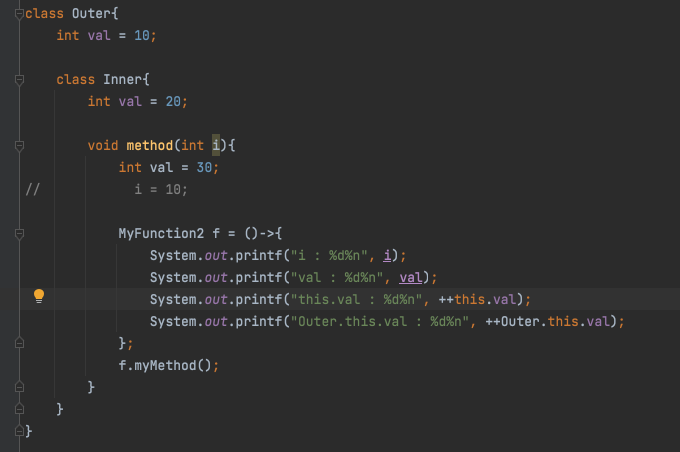 class Outer{
    int val = 10;
    class Inner{
        int val = 20;
        void method(int i){
            int val = 30;
//            i = 10;
            MyFunction2 f = ()->{
                System.out.printf("i : %d%n", i);
                System.out.printf("val : %d%n", val);
                System.out.printf("this.val : %d%n", ++this.val);
                System.out.printf("Outer.this.val : %d%n", ++Outer.this.val);
            };
            f.myMethod();
        }
    }
}